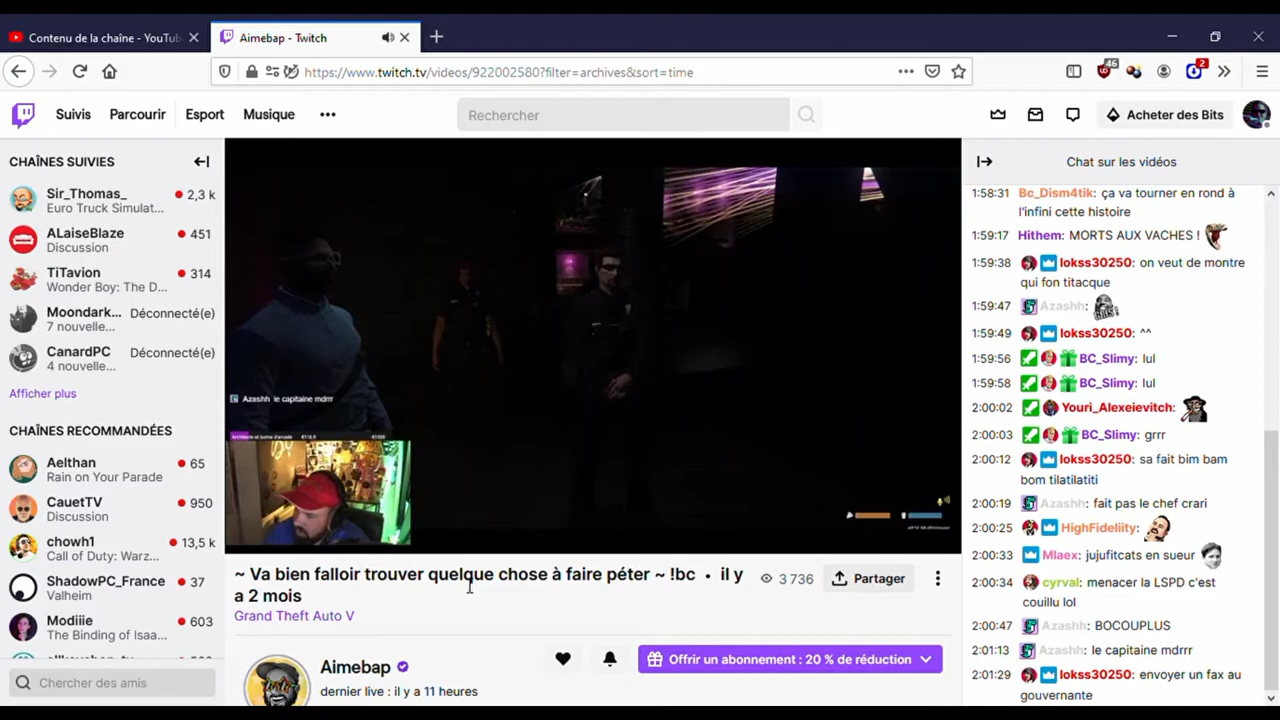 Contenu de la chaîne - YouTub
Aimebap - Twitch
https://www.twitch.tv/videos/922002580?filter=archives&sort=time
46
2
Suivis
Parcourir
Esport
Musique
Rechercher
Acheter des Bits
CHAÎNES SUIVIES
Sir_Thomas_
2,3 k
Euro Truck Simulat...
ALaiseBlaze
451
Discussion
TiTavion
314
Wonder Boy: The D...
Moondark...
Déconnecté(e)
7 nouvelle...
CanardPC
Déconnecté(e)
4 nouvelle...
Afficher plus
CHAÎNES RECOMMANDÉES
Aelthan
65
Rain on Your Parade
CauetTV
950
Discussion
chowh1
13,5 k
Call of Duty: Warz...
ShadowPC_France
37
Valheim
Modiiie
603
The Binding of Isaa...
Chercher des amis
Azashh le capitaine mdrrr
~ Va bien falloir trouver quelque chose à faire péter ~ !bc • il y
a 2 mois
3 736
Partager
Grand Theft Auto V
Aimebap
dernier live : il y a 11 heures
Offrir un abonnement : 20 % de réduction
Chat sur les vidéos
1:58:31 Bc_Dism4tik: ça va tourner en rond à
l'infini cette histoire
1:59:17 Hithem: MORTS AUX VACHES !
1:59:38 lokss30250: on veut de montre
qui fon titacque
1:59:47 Azashh:
1:59:49 lokss30250: ^^
1:59:56 BC_Slimy: lul
1:59:58 BC_Slimy: lul
2:00:02 Youri_Alexeievitch:
2:00:03 BC_Slimy: grrr
2:00:12 lokss30250: sa fait bim bam
bom tilatilatiti
2:00:19 Azashh: fait pas le chef crari
2:00:25 HighFideliity:
2:00:33 Mlaex: jujufitcats en sueur
2:00:34 cyrval: menacer la LSPD c'est
couillu lol
2:00:47 Azashh: BOCOUPLUS
2:01:13 Azashh: le capitaine mdrrr
2:01:29 lokss30250: envoyer un fax au
gouvernante